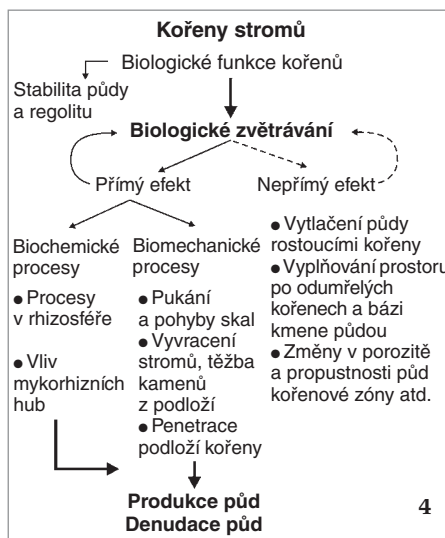 Kořeny stromů
Biologické funkce kořenů
Stabilita půdy
a regolitu
Biologické zvětrávání
Přímý efekt
Nepřímý efekt
Biochemické
procesy
● Procesy
v rhizosféře
● Vliv
mykorhizních
hub
Biomechanické
procesy
● Pukání
a pohyby skal
● Vyvracení
stromů, těžba
kamenů
z podloží
● Penetrace
podloží kořeny
● Vytlačení půdy
rostoucími kořeny
● Vyplňování prostoru
po odumřelých
kořenech a bázi
kmene půdou
● Změny v porozitě
a propustnosti půd
kořenové zóny atd.
Produkce půd
Denudace půd
4